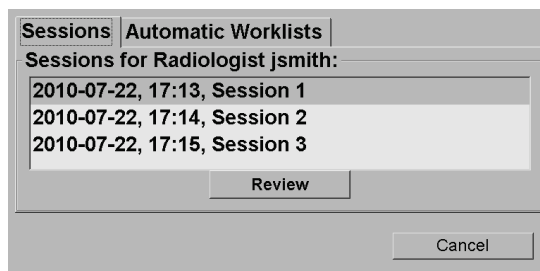 Sessions Automatic Worklists
Sessions for Radiologist jsmith:
2010-07-22, 17:13, Session 1
2010-07-22, 17:14, Session 2
2010-07-22, 17:15, Session 3
Review
Cancel